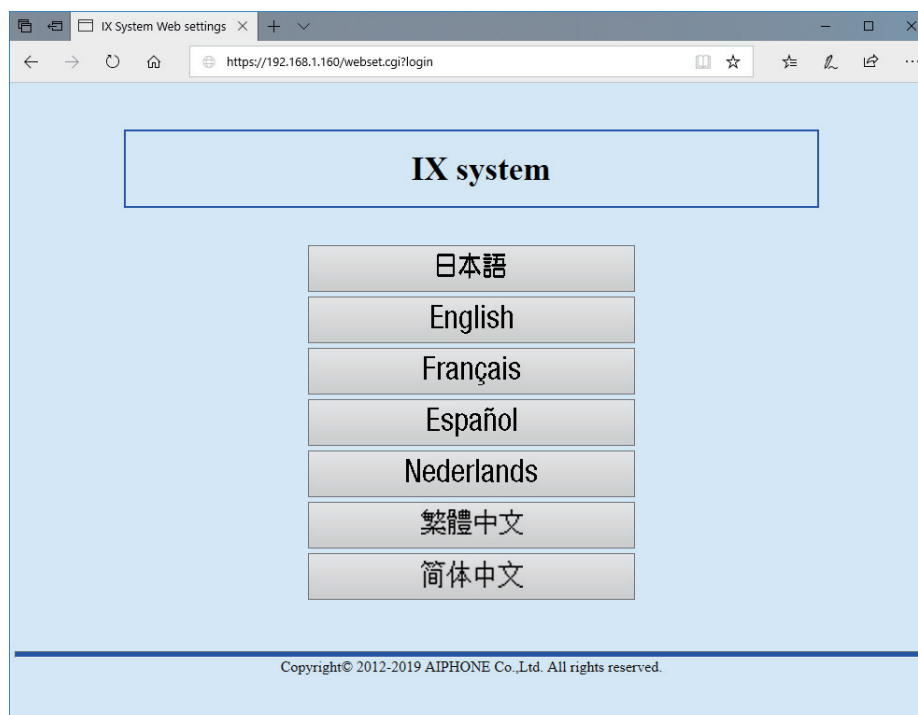 IX System Web settings
https://192.168.1.160/webset.cgi?login
IX system
日本語
English
Français
Español
Nederlands
繁體中文
简体中文
Copyright© 2012-2019 AIPHONE Co.,Ltd. All rights reserved.